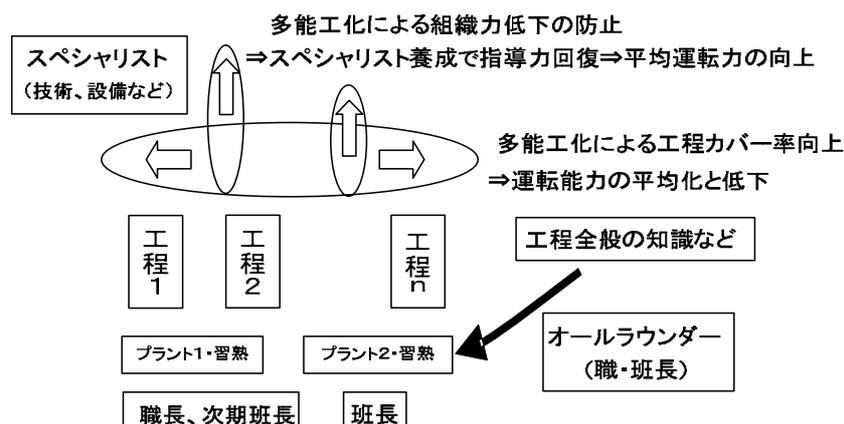 多能工化による組織力低下の防止
⇒スペシャリスト養成で指導力回復⇒平均運転力の向上
スペシャリスト
（技術、設備など）
多能工化による工程カバー率向上
⇒運転能力の平均化と低下
工程1
工程2
工程n
工程全般の知識など
プラント1・習熟
プラント2・習熟
オールラウンダー
（職・班長）
職長、次期班長
班長